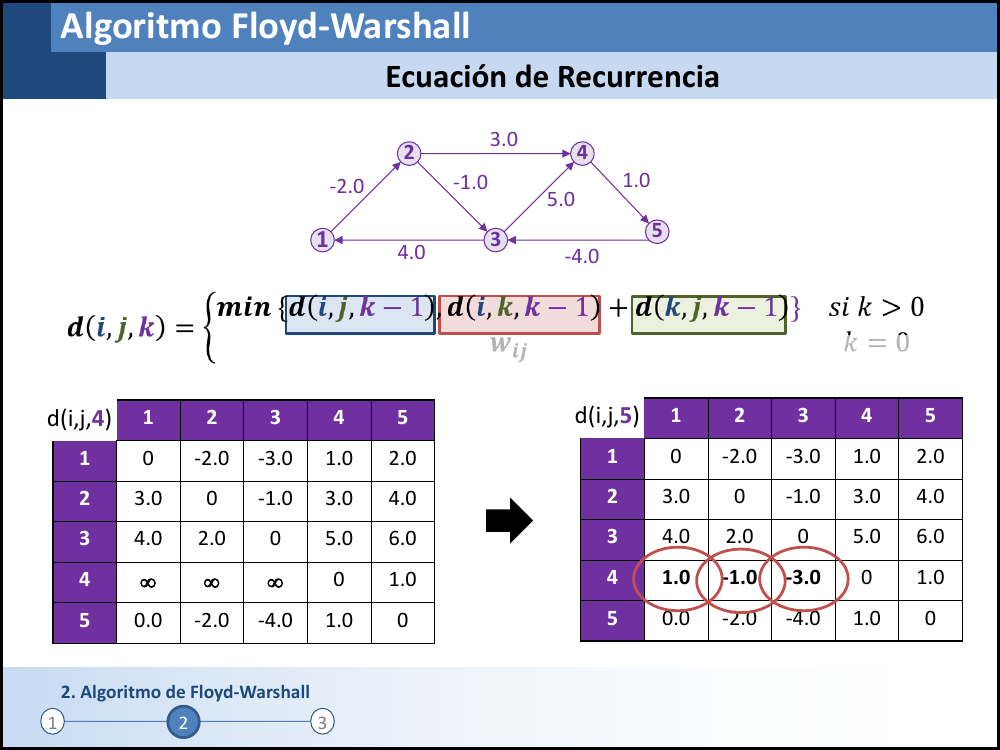 Algoritmo Floyd-Warshall
Ecuación de Recurrencia
3.0
2 4
-2.0 -1.0 5.0 1.0
1 3 5
4.0 -4.0
d(i,j,k) = { min {d(i,j,k − 1), d(i,k,k − 1) + d(k,j,k − 1)} si k > 0
w_ij k = 0
d(i,j,4) 1 2 3 4 5
1 0 -2.0 -3.0 1.0 2.0
2 3.0 0 -1.0 3.0 4.0
3 4.0 2.0 0 5.0 6.0
4 ∞ ∞ ∞ 0 1.0
5 0.0 -2.0 -4.0 1.0 0
d(i,j,5) 1 2 3 4 5
1 0 -2.0 -3.0 1.0 2.0
2 3.0 0 -1.0 3.0 4.0
3 4.0 2.0 0 5.0 6.0
4 1.0 -1.0 -3.0 0 1.0
5 0.0 -2.0 -4.0 1.0 0
2. Algoritmo de Floyd-Warshall
1 2 3